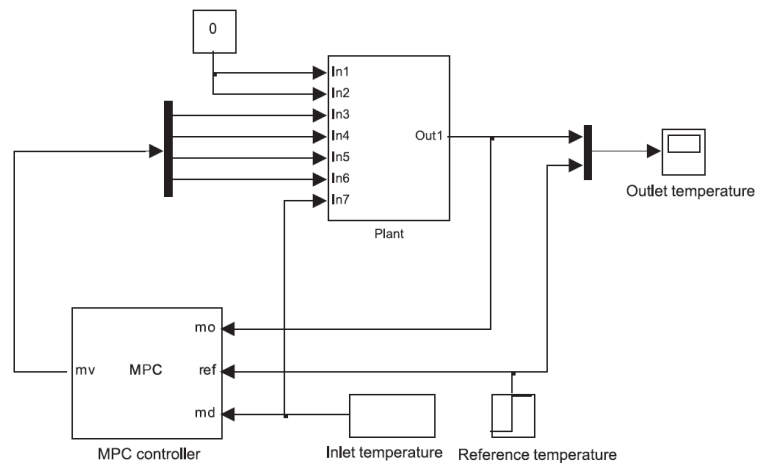 0
In1
In2
In3
In4
In5
In6
In7
Out1
Plant
Outlet temperature
mo
mv
MPC
ref
md
MPC controller
Inlet temperature
Reference temperature